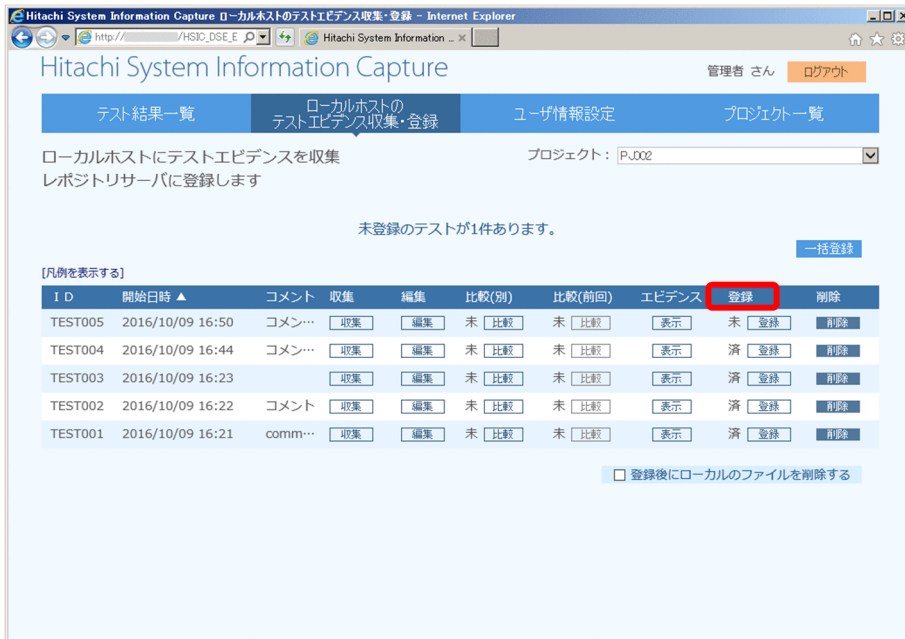 Hitachi System Information Capture ローカルホストのテストエビデンス収集・登録 - Internet Explorer
http:// /HSIC_DSE_E Hitachi System Information ...
Hitachi System Information Capture
管理者 さん ログアウト
テスト結果一覧 ローカルホストの テストエビデンス収集・登録 ユーザ情報設定 プロジェクト一覧
ローカルホストにテストエビデンスを収集
レポジトリサーバに登録します
プロジェクト： PJ002
未登録のテストが1件あります。
一括登録
[凡例を表示する]
ID 開始日時 ▲ コメント 収集 編集 比較(別) 比較(前回) エビデンス 登録 削除
TEST005 2016/10/09 16:50 コメン… 収集 編集 未 比較 未 比較 表示 未 登録 削除
TEST004 2016/10/09 16:44 コメン… 収集 編集 未 比較 未 比較 表示 済 登録 削除
TEST003 2016/10/09 16:23 収集 編集 未 比較 未 比較 表示 済 登録 削除
TEST002 2016/10/09 16:22 コメント 収集 編集 未 比較 未 比較 表示 済 登録 削除
TEST001 2016/10/09 16:21 comm… 収集 編集 未 比較 未 比較 表示 済 登録 削除
登録後にローカルのファイルを削除する